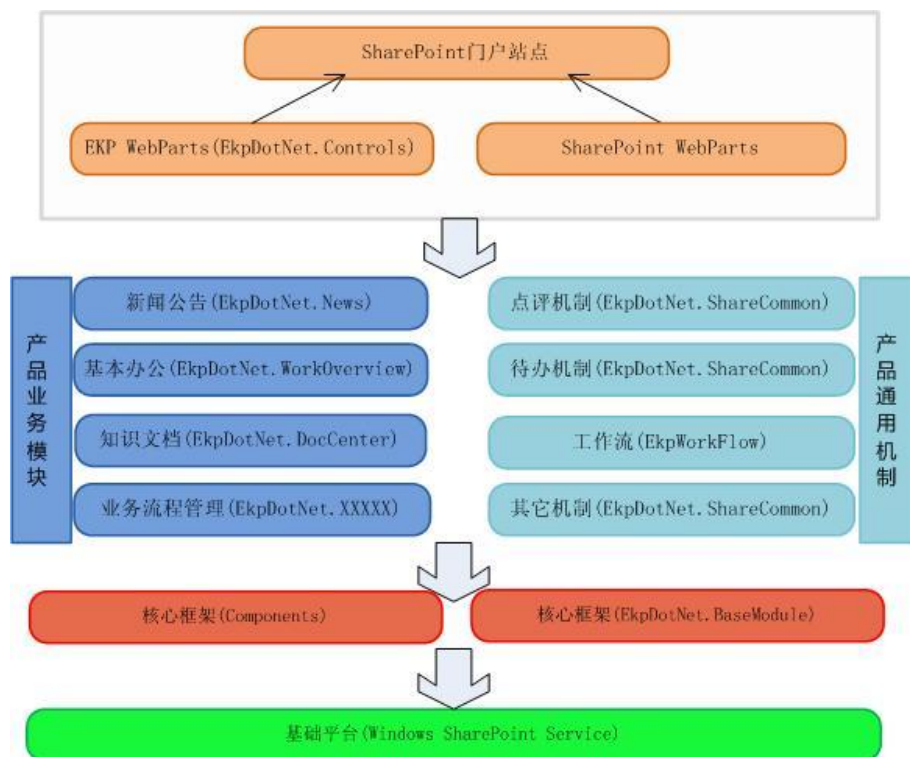 SharePoint门户站点
EKP WebParts(EkpDotNet.Controls)
SharePoint WebParts
产品业务模块
新闻公告(EkpDotNet.News)
基本办公(EkpDotNet.WorkOverview)
知识文档(EkpDotNet.DocCenter)
业务流程管理(EkpDotNet.XXXXX)
点评机制(EkpDotNet.ShareCommon)
待办机制(EkpDotNet.ShareCommon)
工作流(EkpWorkFlow)
其它机制(EkpDotNet.ShareCommon)
产品通用机制
核心框架(Components)
核心框架(EkpDotNet.BaseModule)
基础平台(Windows SharePoint Service)